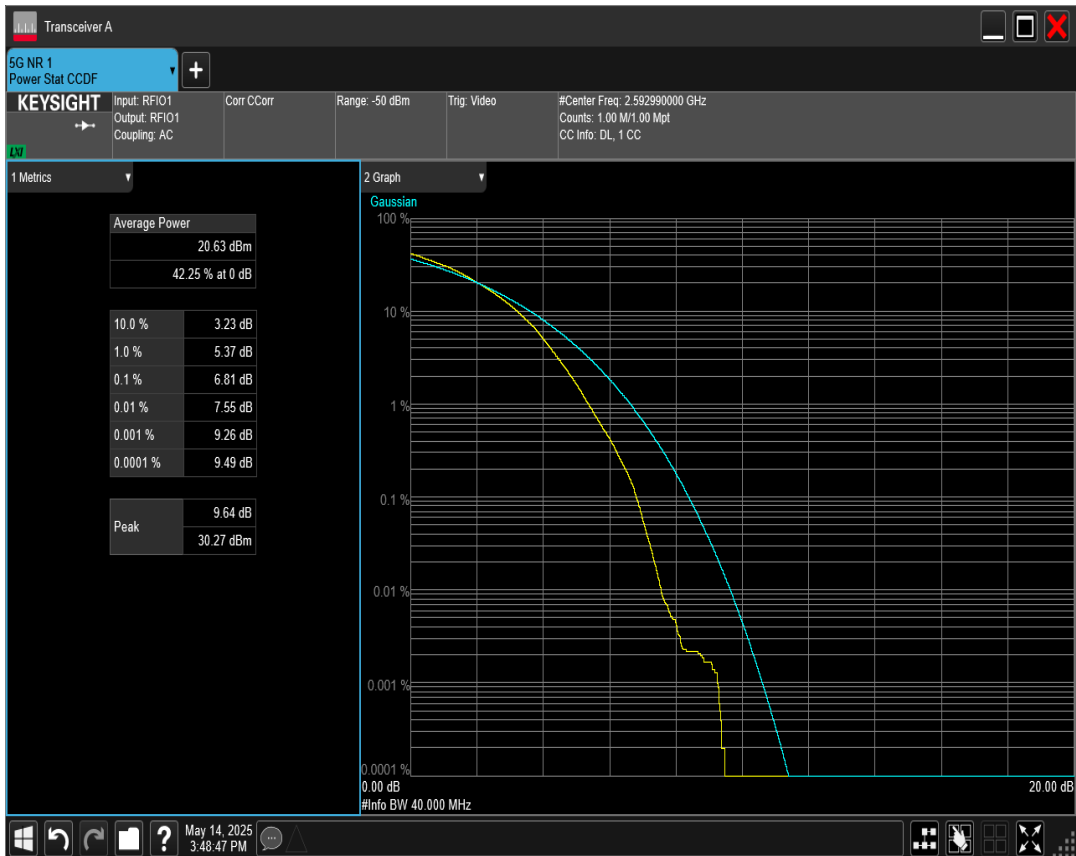 Transceiver A
5G NR 1
Power Stat CCDF
+
KEYSIGHT
LXI
Input: RFIO1
Output: RFIO1
Coupling: AC
Corr CCorr
Range: -50 dBm
Trig: Video
#Center Freq: 2.592990000 GHz
Counts: 1.00 M/1.00 Mpt
CC Info: DL, 1 CC
1 Metrics
Average Power
20.63 dBm
42.25 % at 0 dB
10.0 % 3.23 dB
1.0 % 5.37 dB
0.1 % 6.81 dB
0.01 % 7.55 dB
0.001 % 9.26 dB
0.0001 % 9.49 dB
Peak 9.64 dB
30.27 dBm
2 Graph
Gaussian
100 %
10 %
1 %
0.1 %
0.01 %
0.001 %
0.0001 %
0.00 dB 20.00 dB
#Info BW 40.000 MHz
?
May 14, 2025
3:48:47 PM